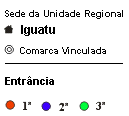 Sede da Unidade Regional
Iguatu
Comarca Vinculada
Entrância
1ª 2ª 3ª